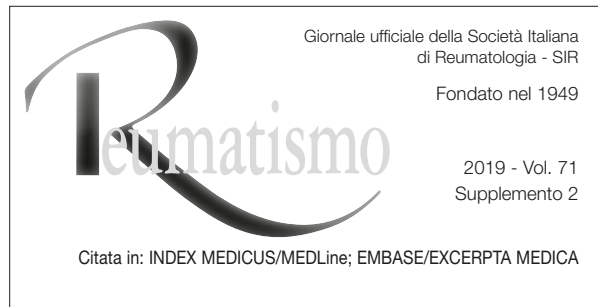 Giornale ufficiale della Società Italiana
di Reumatologia - SIR
Fondato nel 1949
Reumatismo
2019 - Vol. 71
Supplemento 2
Citata in: INDEX MEDICUS/MEDLine; EMBASE/EXCERPTA MEDICA